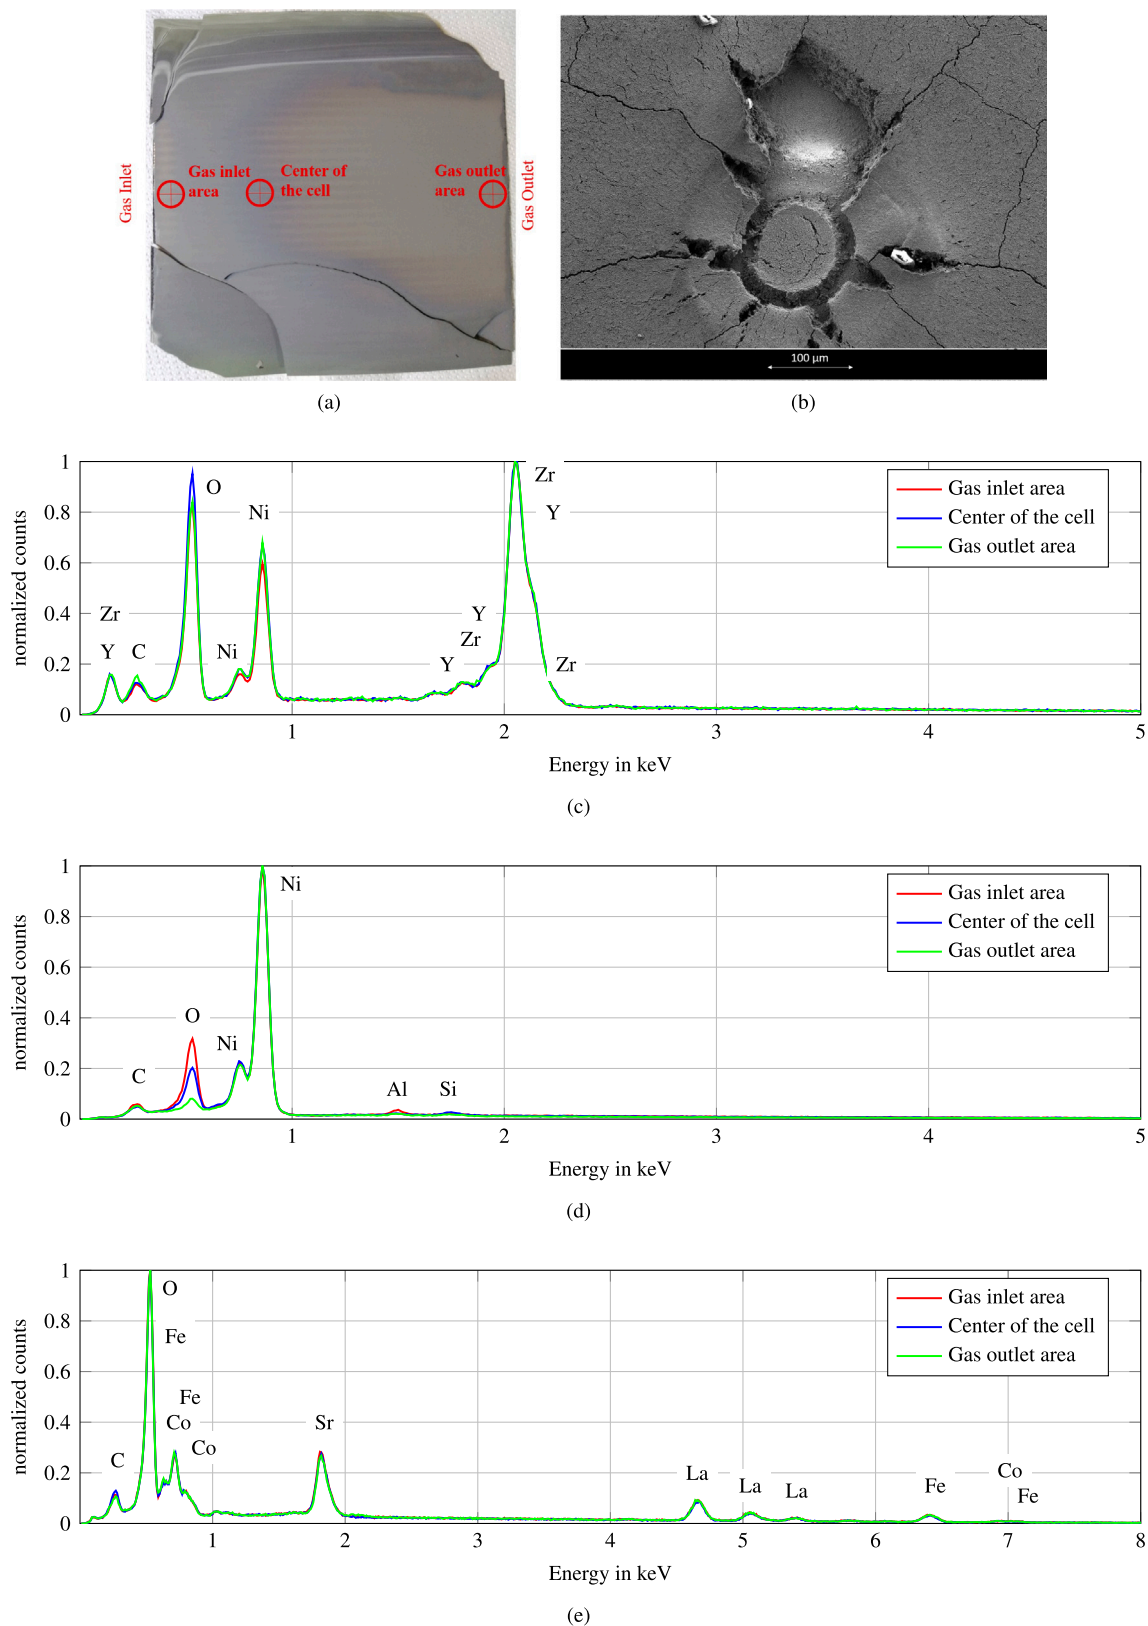 Gas Inlet
Gas inlet
area
Center of
the cell
Gas outlet
area
Gas Outlet
(a)
100 µm
(b)
normalized counts
1
0.8
0.6
0.4
0.2
0
Zr
Y
C
O
Ni
Ni
Y
Y
Zr
Zr
Y
Zr
Gas inlet area
Center of the cell
Gas outlet area
1
2
3
4
5
Energy in keV
(c)
normalized counts
1
0.8
0.6
0.4
0.2
0
C
O
Ni
Ni
Al
Si
Gas inlet area
Center of the cell
Gas outlet area
1
2
3
4
5
Energy in keV
(d)
normalized counts
1
0.8
0.6
0.4
0.2
0
C
O
Fe
Fe
Co
Co
Sr
La
La
La
Fe
Co
Fe
Gas inlet area
Center of the cell
Gas outlet area
1
2
3
4
5
6
7
8
Energy in keV
(e)